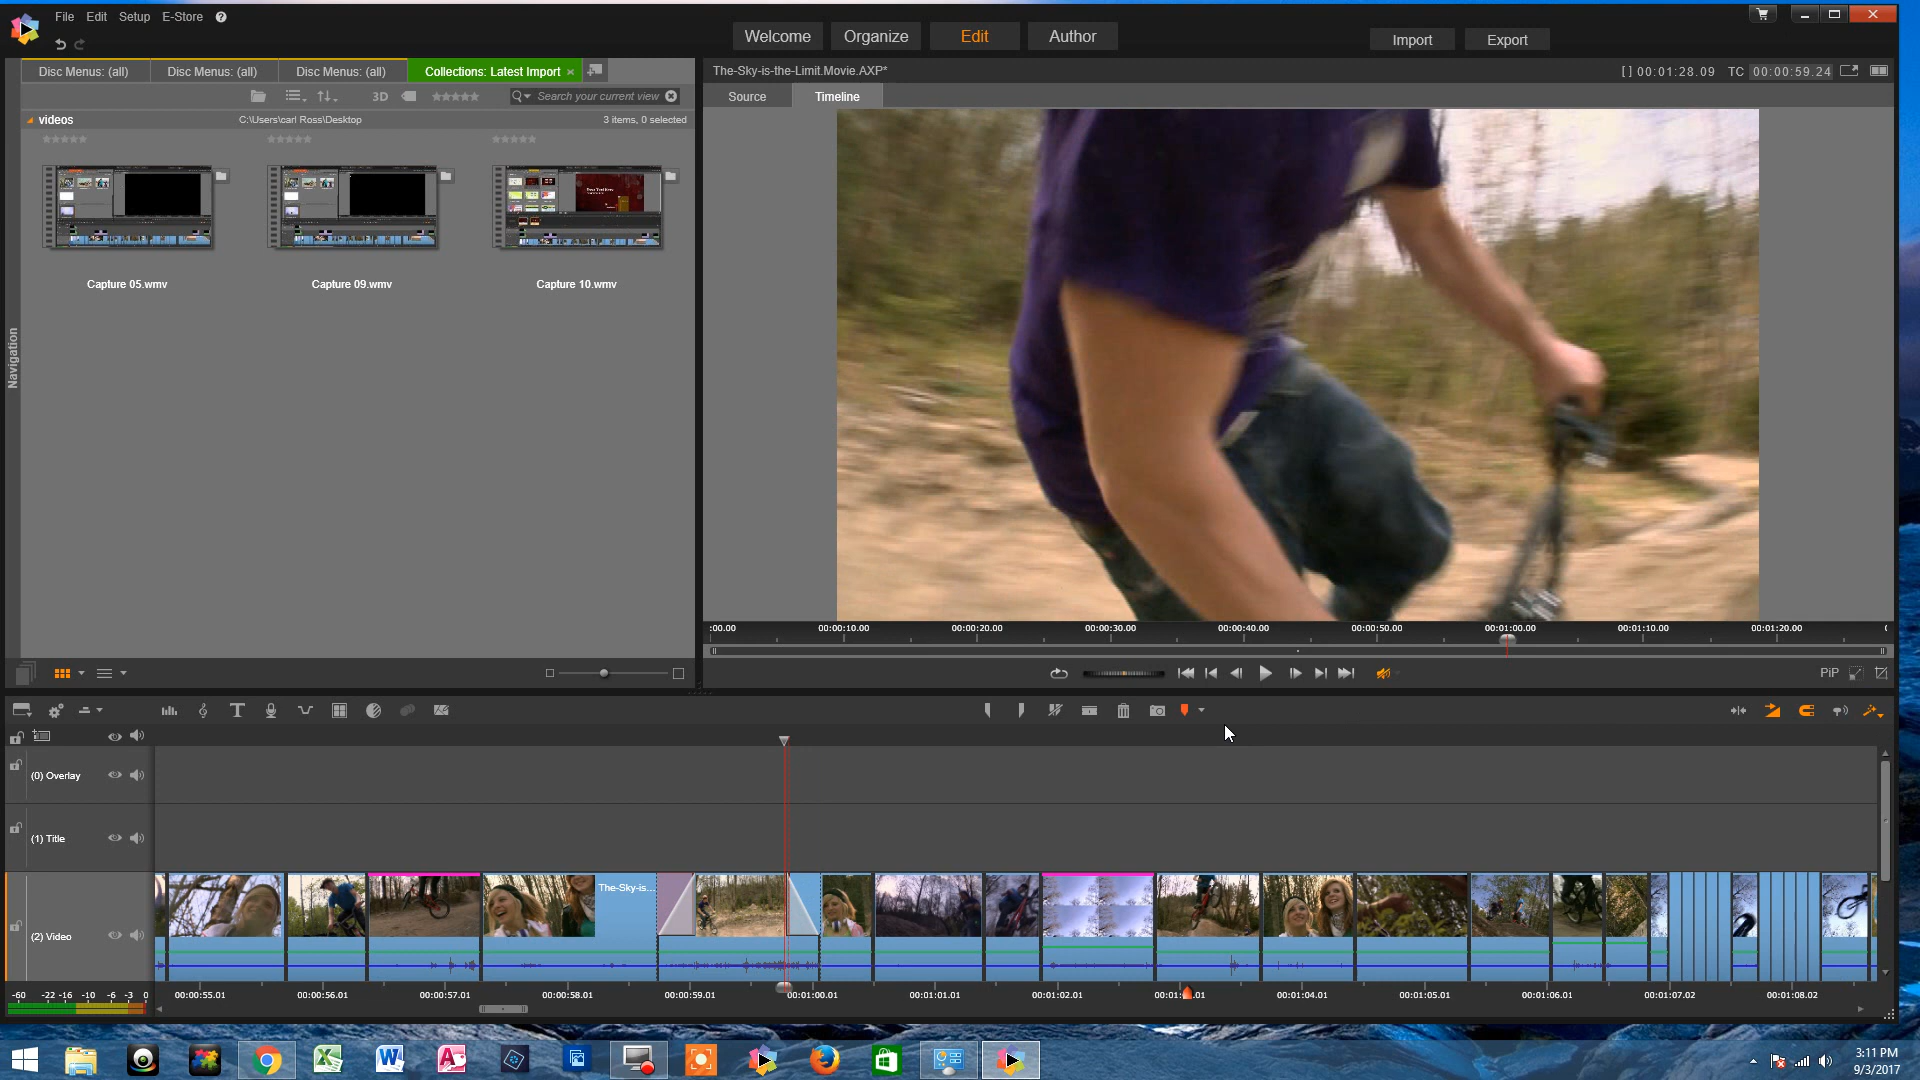 File Edit Setup E-Store ?
Welcome Organize Edit Author
Import Export
Disc Menus: (all) Disc Menus: (all) Disc Menus: (all) Collections: Latest Import ×
The-Sky-is-the-Limit.Movie.AXP*
[ ] 00:01:28.09 TC 00:00:59.24
Source Timeline
3D
Search your current view
videos C:\Users\carl Ross\Desktop 3 items, 0 selected
Capture 05.wmv Capture 09.wmv Capture 10.wmv
Navigation
:00.00 00:00:10.00 00:00:20.00 00:00:30.00 00:00:40.00 00:00:50.00 00:01:00.00 00:01:10.00 00:01:20.00
PiP
(0) Overlay
(1) Title
The-Sky-is...
(2) Video
-60 -22 -16 -10 -6 -3 0
00:00:55.01 00:00:56.01 00:00:57.01 00:00:58.01 00:00:59.01 00:01:00.01 00:01:01.01 00:01:02.01 00:01:04.01 00:01:05.01 00:01:06.01 00:01:07.02 00:01:08.02
3:11 PM
9/3/2017